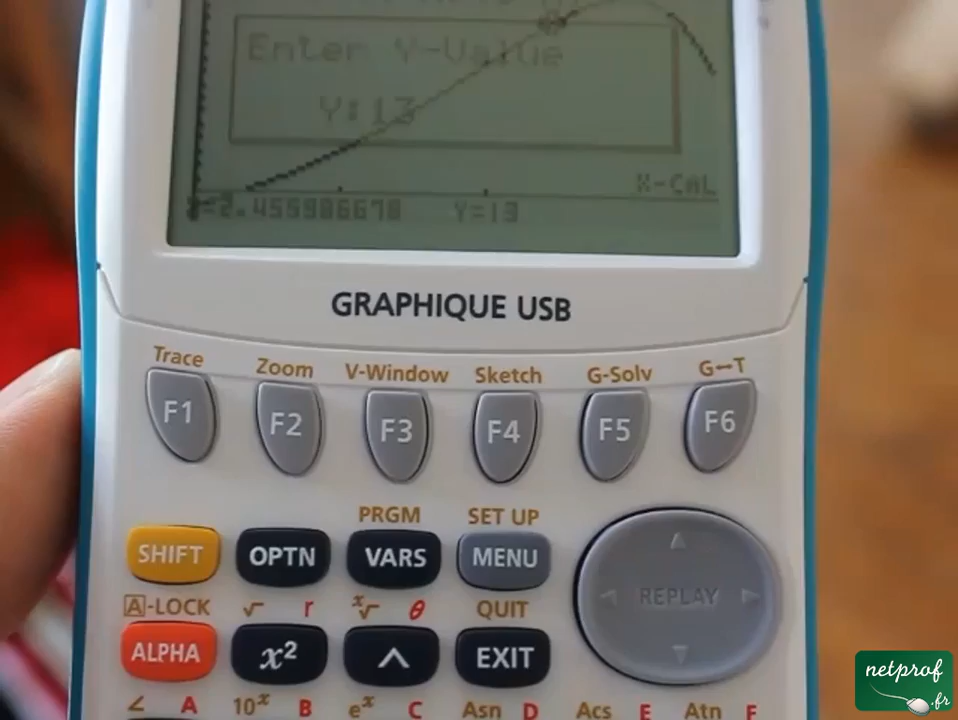 Enter Y-Value
Y:13
X-CAL
X=2.455986678 Y=13
GRAPHIQUE USB
Trace Zoom V-Window Sketch G-Solv G↔T
F1 F2 F3 F4 F5 F6
PRGM SET UP
SHIFT OPTN VARS MENU
REPLAY
A-LOCK √ r ˣ√ θ QUIT
ALPHA x² ^ EXIT
∠ A 10ˣ B eˣ C Asn D Acs E Atn F
netprof
.fr